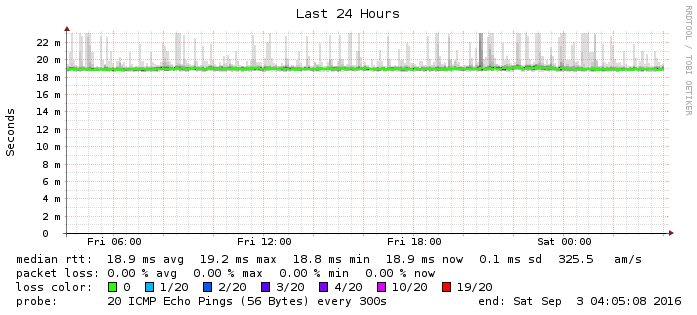 Last 24 Hours
RRDTOOL / TOBI OETIKER
Seconds
22 m
20 m
18 m
16 m
14 m
12 m
10 m
8 m
6 m
4 m
2 m
0
Fri 06:00 Fri 12:00 Fri 18:00 Sat 00:00
median rtt: 18.9 ms avg 19.2 ms max 18.8 ms min 18.9 ms now 0.1 ms sd 325.5 am/s
packet loss: 0.00 % avg 0.00 % max 0.00 % min 0.00 % now
loss color: 0 1/20 2/20 3/20 4/20 10/20 19/20
probe: 20 ICMP Echo Pings (56 Bytes) every 300s end: Sat Sep 3 04:05:08 2016